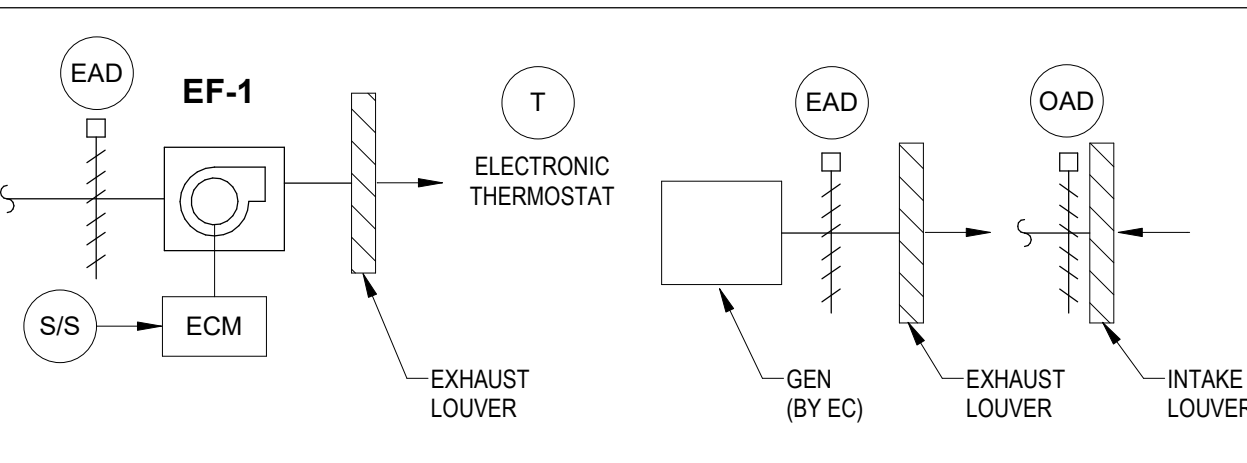 EAD
EF-1
T
ELECTRONIC
THERMOSTAT
S/S
ECM
EXHAUST
LOUVER
EAD
OAD
GEN
(BY EC)
EXHAUST
LOUVER
INTAKE
LOUVER